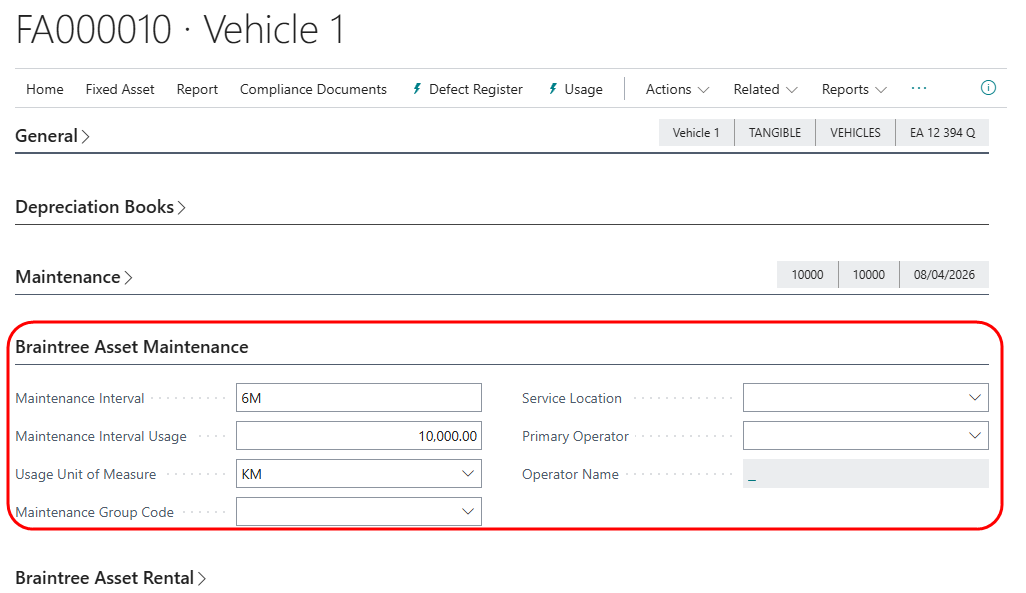 FA000010 · Vehicle 1
Home Fixed Asset Report Compliance Documents Defect Register Usage Actions Related Reports ···
General Vehicle 1 TANGIBLE VEHICLES EA 12 394 Q
Depreciation Books
Maintenance 10000 10000 08/04/2026
Braintree Asset Maintenance
Maintenance Interval 6M Service Location
Maintenance Interval Usage 10,000.00 Primary Operator
Usage Unit of Measure KM Operator Name _
Maintenance Group Code
Braintree Asset Rental